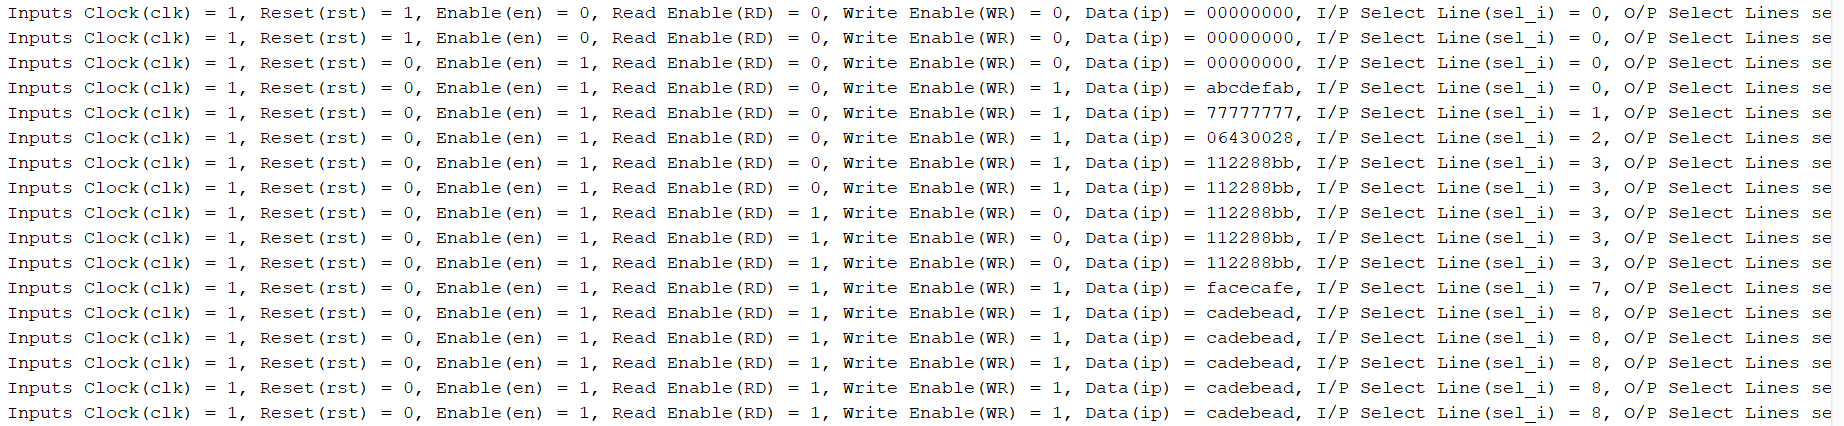 Inputs Clock(clk) = 1, Reset(rst) = 1, Enable(en) = 0, Read Enable(RD) = 0, Write Enable(WR) = 0, Data(ip) = 00000000, I/P Select Line(sel_i) = 0, O/P Select Lines se
Inputs Clock(clk) = 1, Reset(rst) = 1, Enable(en) = 0, Read Enable(RD) = 0, Write Enable(WR) = 0, Data(ip) = 00000000, I/P Select Line(sel_i) = 0, O/P Select Lines se
Inputs Clock(clk) = 1, Reset(rst) = 0, Enable(en) = 1, Read Enable(RD) = 0, Write Enable(WR) = 0, Data(ip) = 00000000, I/P Select Line(sel_i) = 0, O/P Select Lines se
Inputs Clock(clk) = 1, Reset(rst) = 0, Enable(en) = 1, Read Enable(RD) = 0, Write Enable(WR) = 1, Data(ip) = abcdefab, I/P Select Line(sel_i) = 0, O/P Select Lines se
Inputs Clock(clk) = 1, Reset(rst) = 0, Enable(en) = 1, Read Enable(RD) = 0, Write Enable(WR) = 1, Data(ip) = 77777777, I/P Select Line(sel_i) = 1, O/P Select Lines se
Inputs Clock(clk) = 1, Reset(rst) = 0, Enable(en) = 1, Read Enable(RD) = 0, Write Enable(WR) = 1, Data(ip) = 06430028, I/P Select Line(sel_i) = 2, O/P Select Lines se
Inputs Clock(clk) = 1, Reset(rst) = 0, Enable(en) = 1, Read Enable(RD) = 0, Write Enable(WR) = 1, Data(ip) = 112288bb, I/P Select Line(sel_i) = 3, O/P Select Lines se
Inputs Clock(clk) = 1, Reset(rst) = 0, Enable(en) = 1, Read Enable(RD) = 0, Write Enable(WR) = 1, Data(ip) = 112288bb, I/P Select Line(sel_i) = 3, O/P Select Lines se
Inputs Clock(clk) = 1, Reset(rst) = 0, Enable(en) = 1, Read Enable(RD) = 1, Write Enable(WR) = 0, Data(ip) = 112288bb, I/P Select Line(sel_i) = 3, O/P Select Lines se
Inputs Clock(clk) = 1, Reset(rst) = 0, Enable(en) = 1, Read Enable(RD) = 1, Write Enable(WR) = 0, Data(ip) = 112288bb, I/P Select Line(sel_i) = 3, O/P Select Lines se
Inputs Clock(clk) = 1, Reset(rst) = 0, Enable(en) = 1, Read Enable(RD) = 1, Write Enable(WR) = 0, Data(ip) = 112288bb, I/P Select Line(sel_i) = 3, O/P Select Lines se
Inputs Clock(clk) = 1, Reset(rst) = 0, Enable(en) = 1, Read Enable(RD) = 1, Write Enable(WR) = 1, Data(ip) = facecafe, I/P Select Line(sel_i) = 7, O/P Select Lines se
Inputs Clock(clk) = 1, Reset(rst) = 0, Enable(en) = 1, Read Enable(RD) = 1, Write Enable(WR) = 1, Data(ip) = cadebead, I/P Select Line(sel_i) = 8, O/P Select Lines se
Inputs Clock(clk) = 1, Reset(rst) = 0, Enable(en) = 1, Read Enable(RD) = 1, Write Enable(WR) = 1, Data(ip) = cadebead, I/P Select Line(sel_i) = 8, O/P Select Lines se
Inputs Clock(clk) = 1, Reset(rst) = 0, Enable(en) = 1, Read Enable(RD) = 1, Write Enable(WR) = 1, Data(ip) = cadebead, I/P Select Line(sel_i) = 8, O/P Select Lines se
Inputs Clock(clk) = 1, Reset(rst) = 0, Enable(en) = 1, Read Enable(RD) = 1, Write Enable(WR) = 1, Data(ip) = cadebead, I/P Select Line(sel_i) = 8, O/P Select Lines se
Inputs Clock(clk) = 1, Reset(rst) = 0, Enable(en) = 1, Read Enable(RD) = 1, Write Enable(WR) = 1, Data(ip) = cadebead, I/P Select Line(sel_i) = 8, O/P Select Lines se